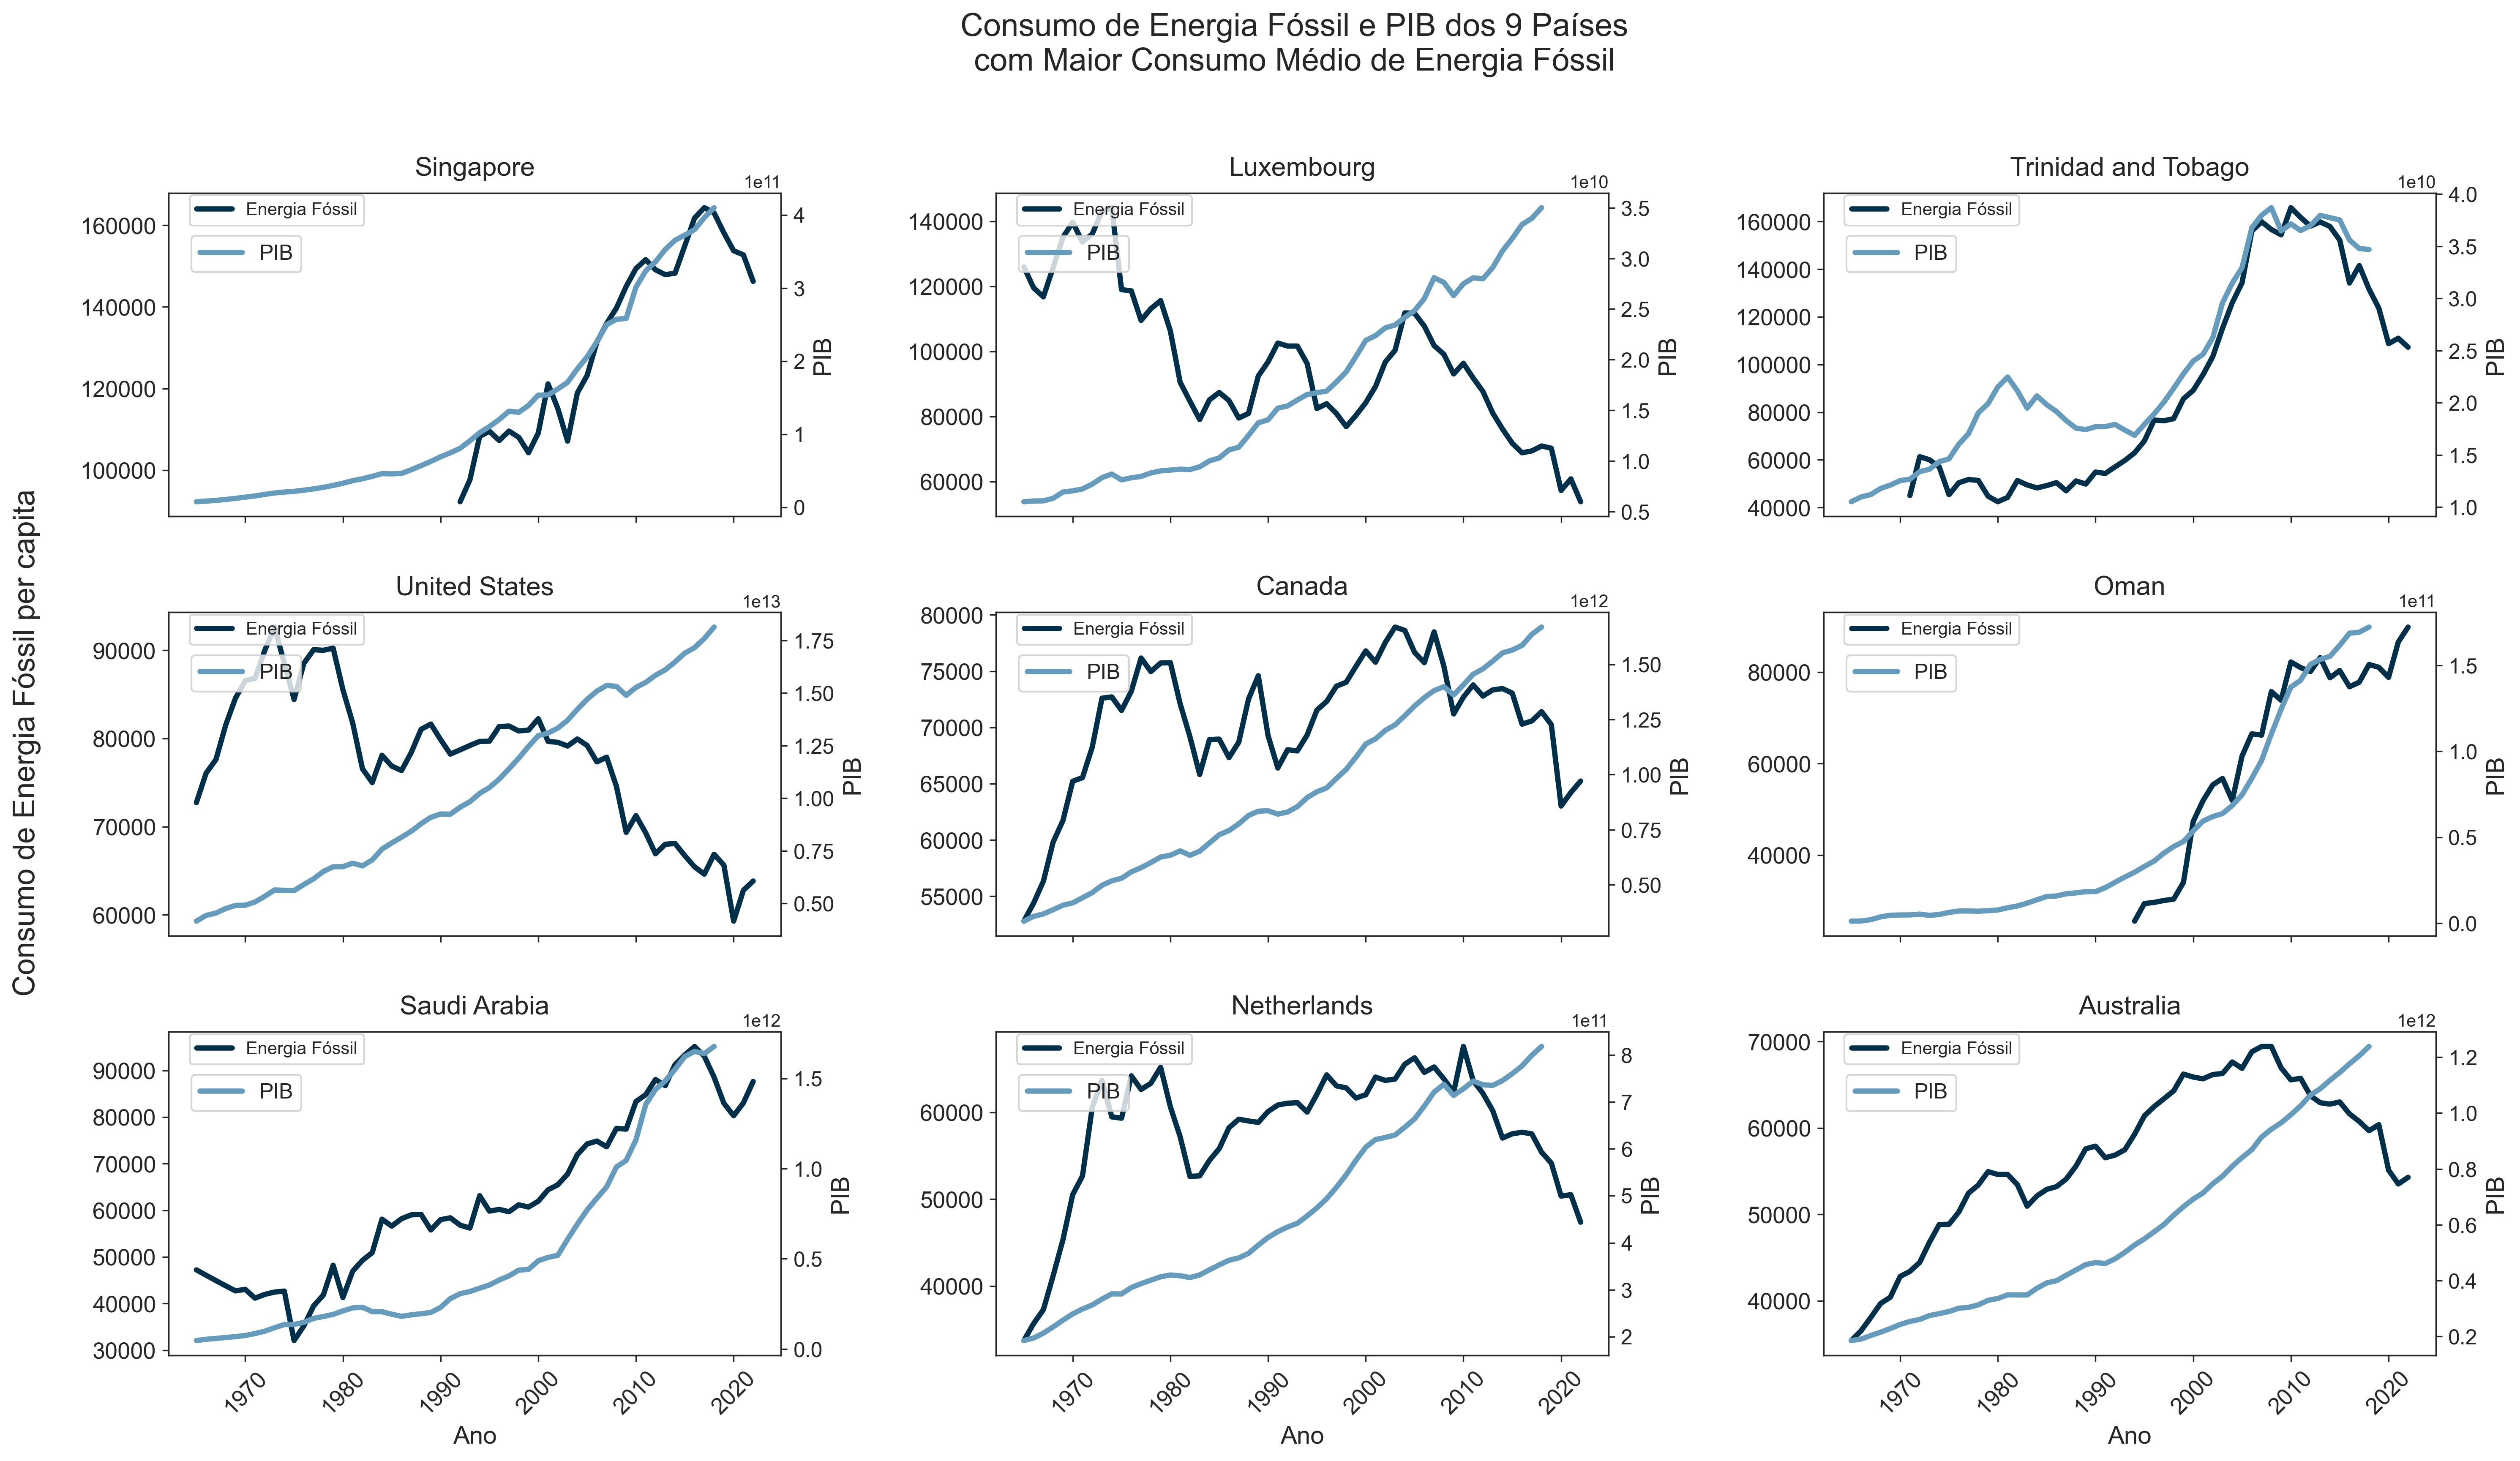 Consumo de Energia Fóssil e PIB dos 9 Países
com Maior Consumo Médio de Energia Fóssil
Consumo de Energia Fóssil per capita
Singapore
1e11
Energia Fóssil
PIB
160000
140000
120000
100000
4
3
2
1
0
PIB
Luxembourg
1e10
Energia Fóssil
PIB
140000
120000
100000
80000
60000
3.5
3.0
2.5
2.0
1.5
1.0
0.5
PIB
Trinidad and Tobago
1e10
Energia Fóssil
PIB
160000
140000
120000
100000
80000
60000
40000
4.0
3.5
3.0
2.5
2.0
1.5
1.0
PIB
United States
1e13
Energia Fóssil
PIB
90000
80000
70000
60000
1.75
1.50
1.25
1.00
0.75
0.50
PIB
Canada
1e12
Energia Fóssil
PIB
80000
75000
70000
65000
60000
55000
1.50
1.25
1.00
0.75
0.50
PIB
Oman
1e11
Energia Fóssil
PIB
80000
60000
40000
1.5
1.0
0.5
0.0
PIB
Saudi Arabia
1e12
Energia Fóssil
PIB
90000
80000
70000
60000
50000
40000
30000
1.5
1.0
0.5
0.0
PIB
1970 1980 1990 2000 2010 2020
Ano
Netherlands
1e11
Energia Fóssil
PIB
60000
50000
40000
8
7
6
5
4
3
2
PIB
1970 1980 1990 2000 2010 2020
Ano
Australia
1e12
Energia Fóssil
PIB
70000
60000
50000
40000
1.2
1.0
0.8
0.6
0.4
0.2
PIB
1970 1980 1990 2000 2010 2020
Ano